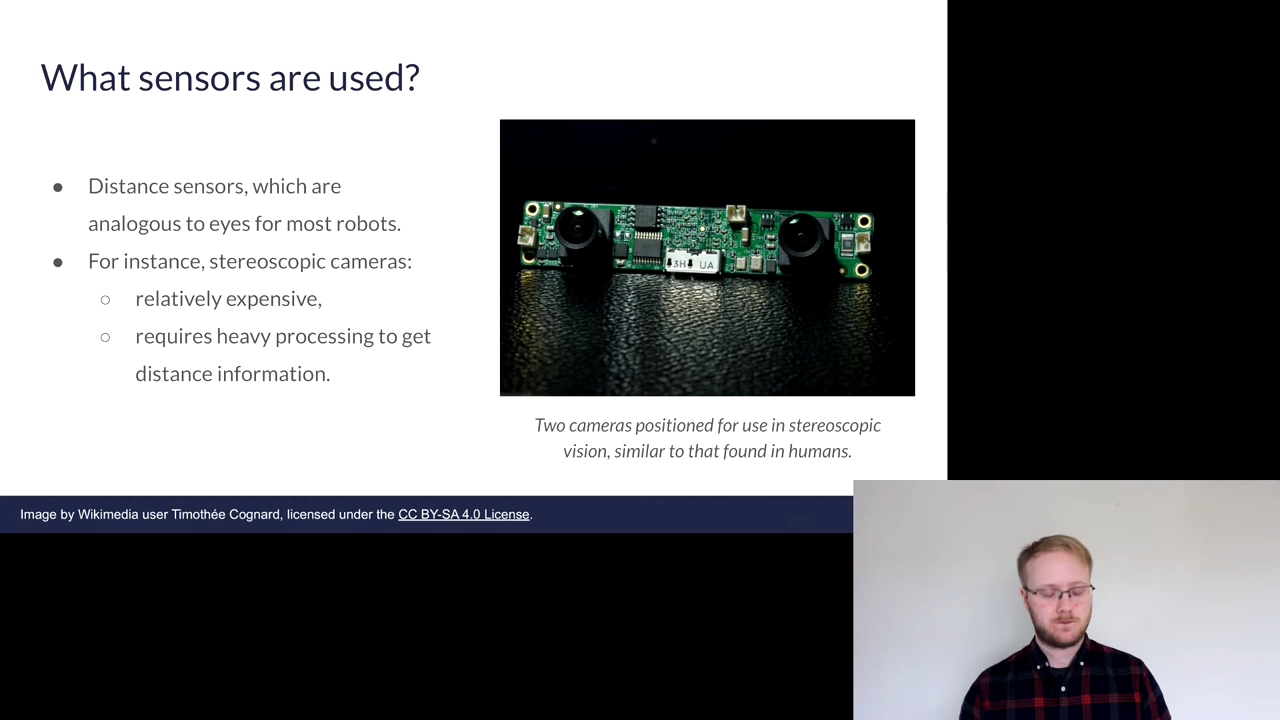 What sensors are used?
● Distance sensors, which are
analogous to eyes for most robots.
● For instance, stereoscopic cameras:
○ relatively expensive,
○ requires heavy processing to get
distance information.
3H UA
Two cameras positioned for use in stereoscopic
vision, similar to that found in humans.
Image by Wikimedia user Timothée Cognard, licensed under the CC BY-SA 4.0 License.